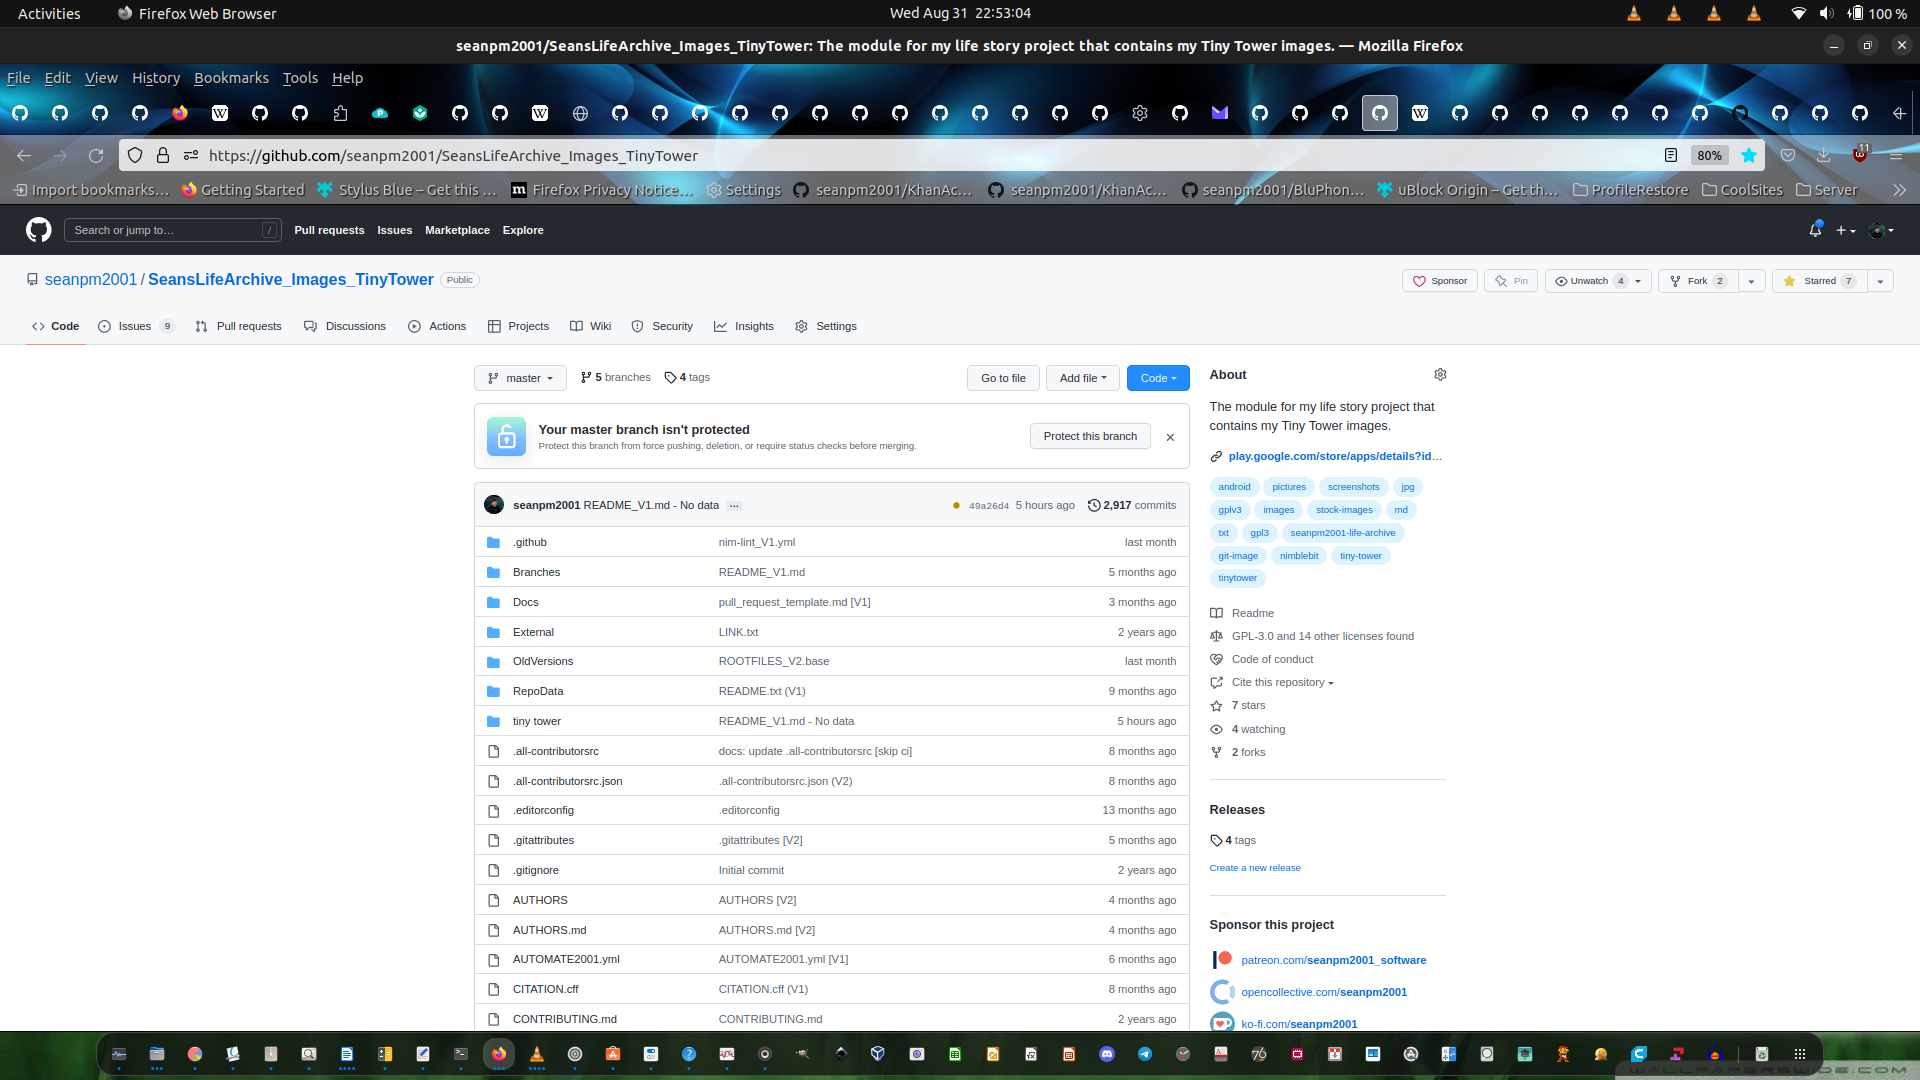 Activities Firefox Web Browser Wed Aug 31 22:53:04 100 %
seanpm2001/SeansLifeArchive_Images_TinyTower: The module for my life story project that contains my Tiny Tower images. — Mozilla Firefox
File Edit View History Bookmarks Tools Help
https://github.com/seanpm2001/SeansLifeArchive_Images_TinyTower 80% 11
Import bookmarks… Getting Started Stylus Blue – Get this … Firefox Privacy Notice… Settings seanpm2001/KhanAc… seanpm2001/KhanAc… seanpm2001/BluPhon… uBlock Origin – Get th… ProfileRestore CoolSites Server
Search or jump to… / Pull requests Issues Marketplace Explore
seanpm2001 / SeansLifeArchive_Images_TinyTower Public Sponsor Pin Unwatch 4 Fork 2 Starred 7
Code Issues 9 Pull requests Discussions Actions Projects Wiki Security Insights Settings
master 5 branches 4 tags Go to file Add file Code
Your master branch isn't protected
Protect this branch from force pushing, deletion, or require status checks before merging.
Protect this branch
seanpm2001 README_V1.md - No data ... 49a26d4 5 hours ago 2,917 commits
.github nim-lint_V1.yml last month
Branches README_V1.md 5 months ago
Docs pull_request_template.md [V1] 3 months ago
External LINK.txt 2 years ago
OldVersions ROOTFILES_V2.base last month
RepoData README.txt (V1) 9 months ago
tiny tower README_V1.md - No data 5 hours ago
.all-contributorsrc docs: update .all-contributorsrc [skip ci] 8 months ago
.all-contributorsrc.json .all-contributorsrc.json (V2) 8 months ago
.editorconfig .editorconfig 13 months ago
.gitattributes .gitattributes [V2] 5 months ago
.gitignore Initial commit 2 years ago
AUTHORS AUTHORS [V2] 4 months ago
AUTHORS.md AUTHORS.md [V2] 4 months ago
AUTOMATE2001.yml AUTOMATE2001.yml [V1] 6 months ago
CITATION.cff CITATION.cff (V1) 8 months ago
CONTRIBUTING.md CONTRIBUTING.md 2 years ago
About
The module for my life story project that
contains my Tiny Tower images.
play.google.com/store/apps/details?id…
android pictures screenshots jpg
gplv3 images stock-images md
txt gpl3 seanpm2001-life-archive
git-image nimblebit tiny-tower
tinytower
Readme
GPL-3.0 and 14 other licenses found
Code of conduct
Cite this repository
7 stars
4 watching
2 forks
Releases
4 tags
Create a new release
Sponsor this project
patreon.com/seanpm2001_software
opencollective.com/seanpm2001
ko-fi.com/seanpm2001
WALLPAPERSWIDE.COM